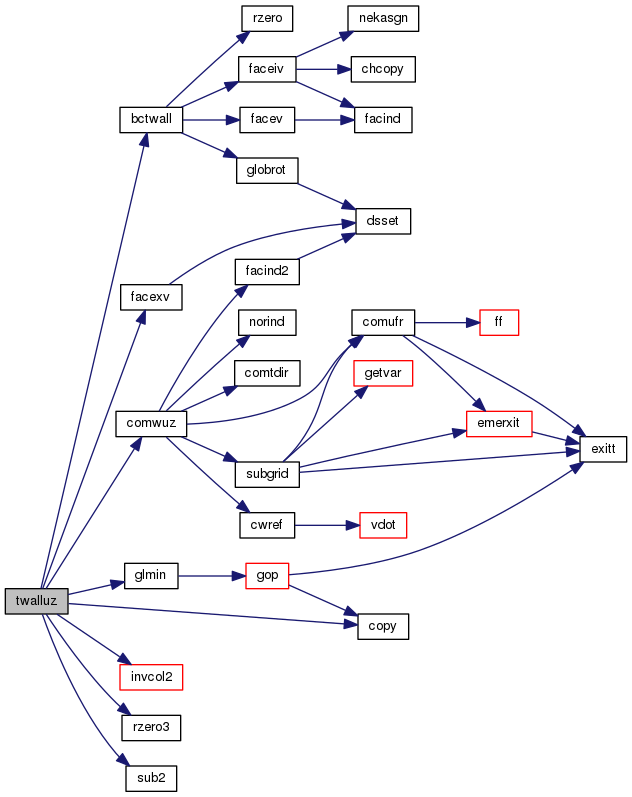 rzero
nekasgn
faceiv
chcopy
bctwall
facev
facind
globrot
dsset
facind2
facexv
norind
comufr
ff
comtdir
getvar
comwuz
emerxit
exitt
subgrid
cwref
vdot
glmin
gop
twalluz
copy
invcol2
rzero3
sub2